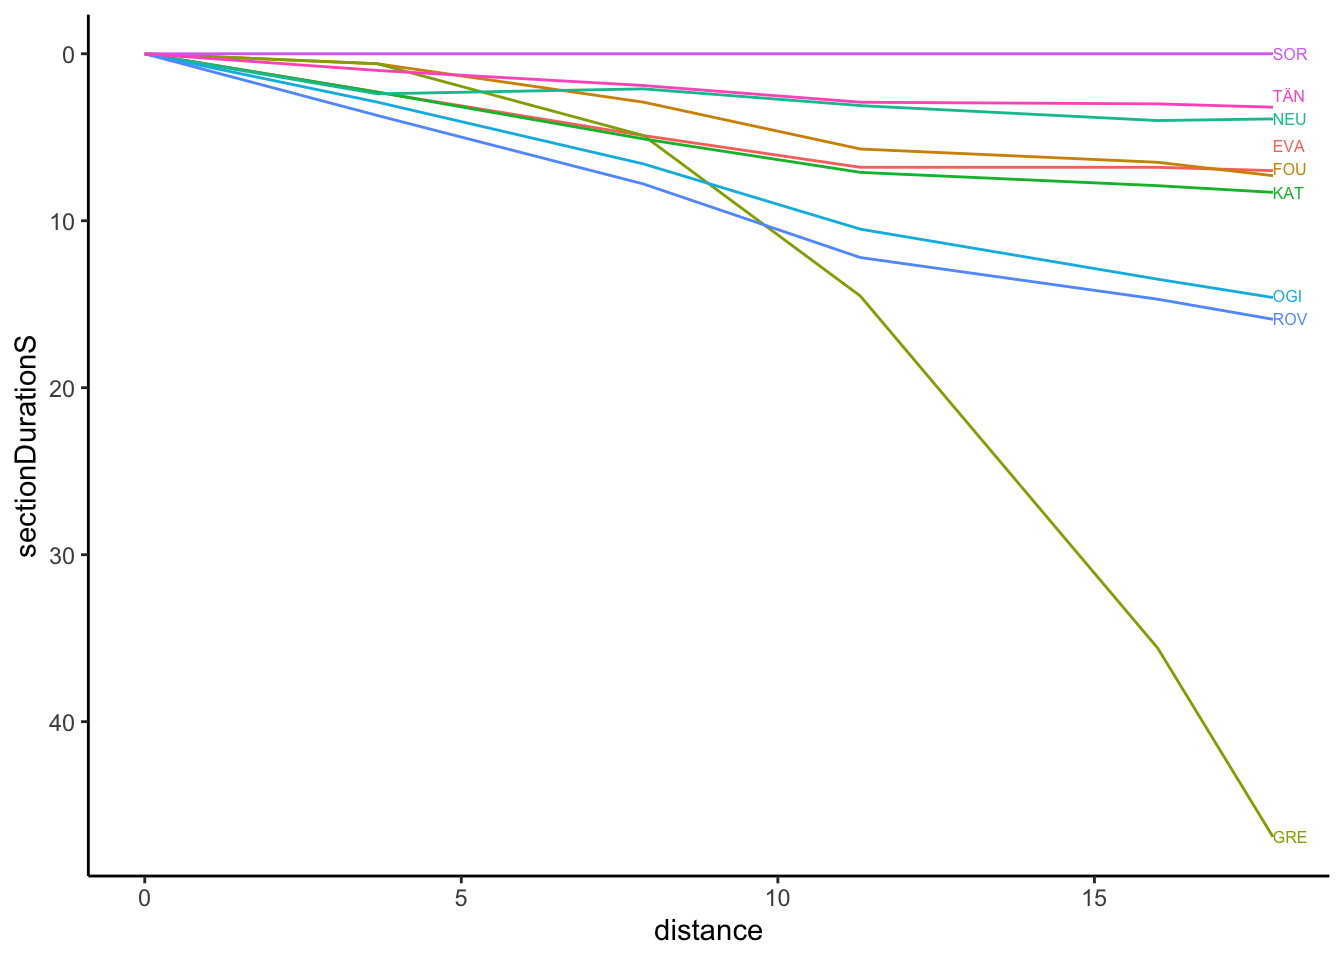 0
10
20
30
40
sectionDurationS
SOR
TÄN
NEU
EVA
FOU
KAT
OGI
ROV
GRE
0 5 10 15
distance